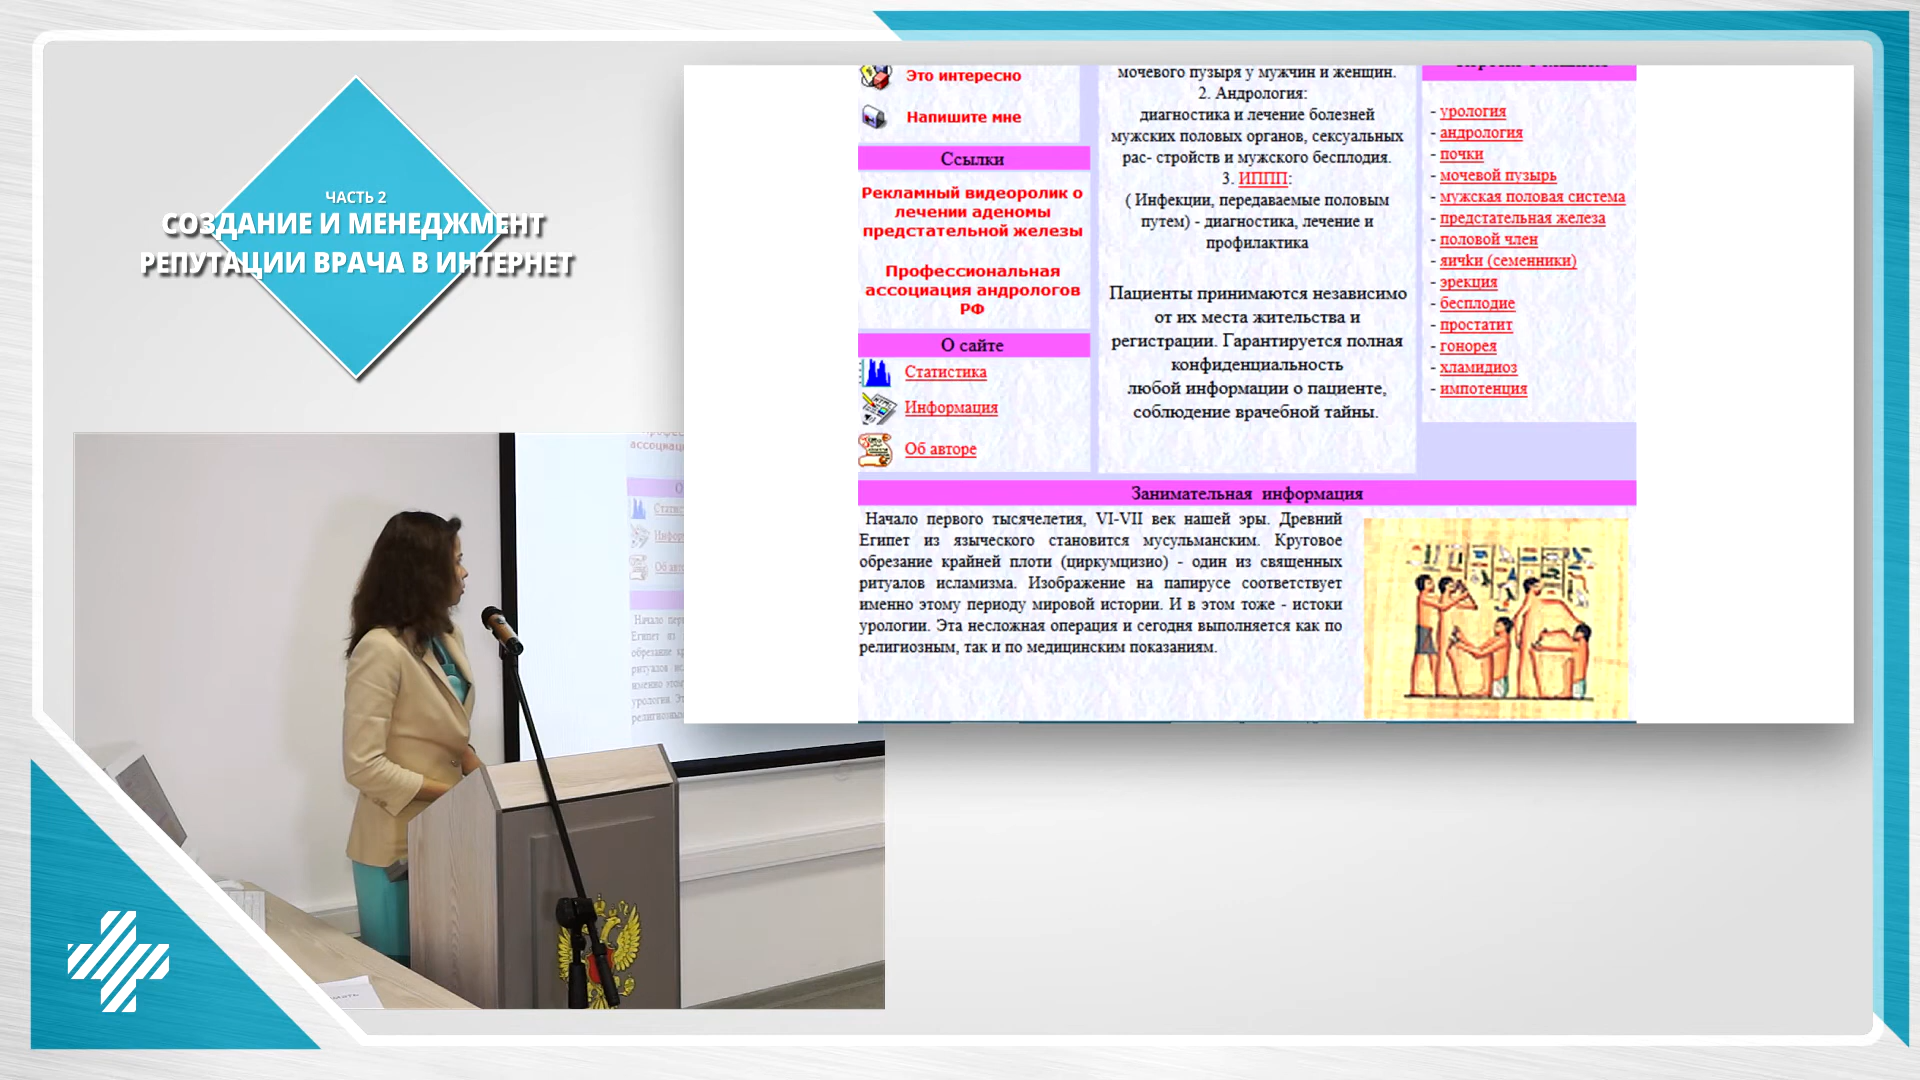 ЧАСТЬ 2
СОЗДАНИЕ И МЕНЕДЖМЕНТ
РЕПУТАЦИИ ВРАЧА В ИНТЕРНЕТ
Это интересно
Напишите мне
Ссылки
Рекламный видеоролик о
лечении аденомы
предстательной железы
Профессиональная
ассоциация андрологов
РФ
О сайте
Статистика
Информация
Об авторе
мочевого пузыря у мужчин и женщин.
2. Андрология:
диагностика и лечение болезней
мужских половых органов, сексуальных
рас- стройств и мужского бесплодия.
3. ИППП:
( Инфекции, передаваемые половым
путем) - диагностика, лечение и
профилактика
Пациенты принимаются независимо
от их места жительства и
регистрации. Гарантируется полная
конфиденциальность
любой информации о пациенте,
соблюдение врачебной тайны.
- урология
- андрология
- почки
- мочевой пузырь
- мужская половая система
- предстательная железа
- половой член
- яички (семенники)
- эрекция
- бесплодие
- простатит
- гонорея
- хламидиоз
- импотенция
Занимательная информация
Начало первого тысячелетия, VI-VII век нашей эры. Древний
Египет из языческого становится мусульманским. Круговое
обрезание крайней плоти (циркумцизио) - один из священных
ритуалов исламизма. Изображение на папирусе соответствует
именно этому периоду мировой истории. И в этом тоже - истоки
урологии. Эта несложная операция и сегодня выполняется как по
религиозным, так и по медицинским показаниям.